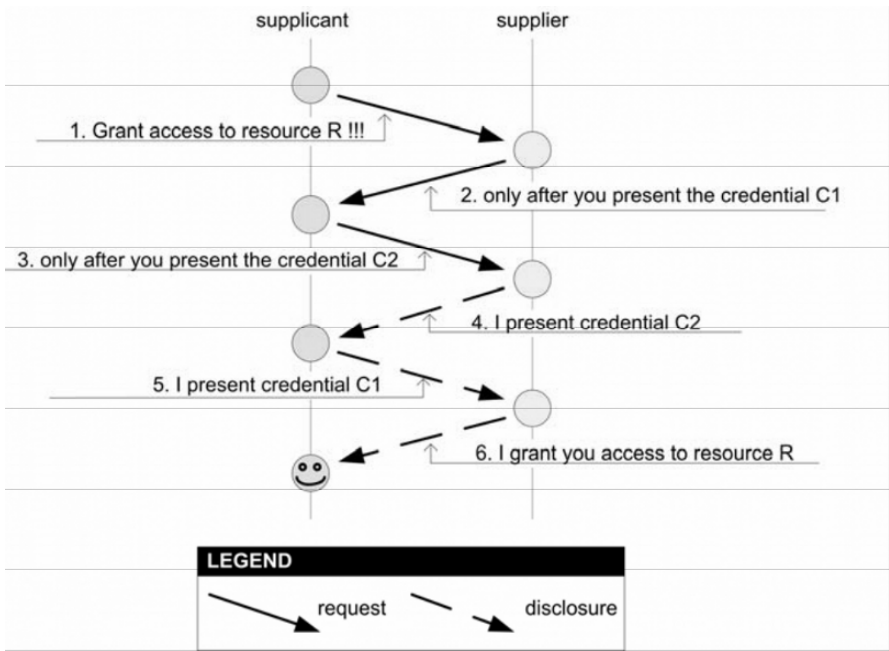 supplicant
supplier
1. Grant access to resource R !!!
2. only after you present the credential C1
3. only after you present the credential C2
4. I present credential C2
5. I present credential C1
6. I grant you access to resource R
LEGEND
request
disclosure